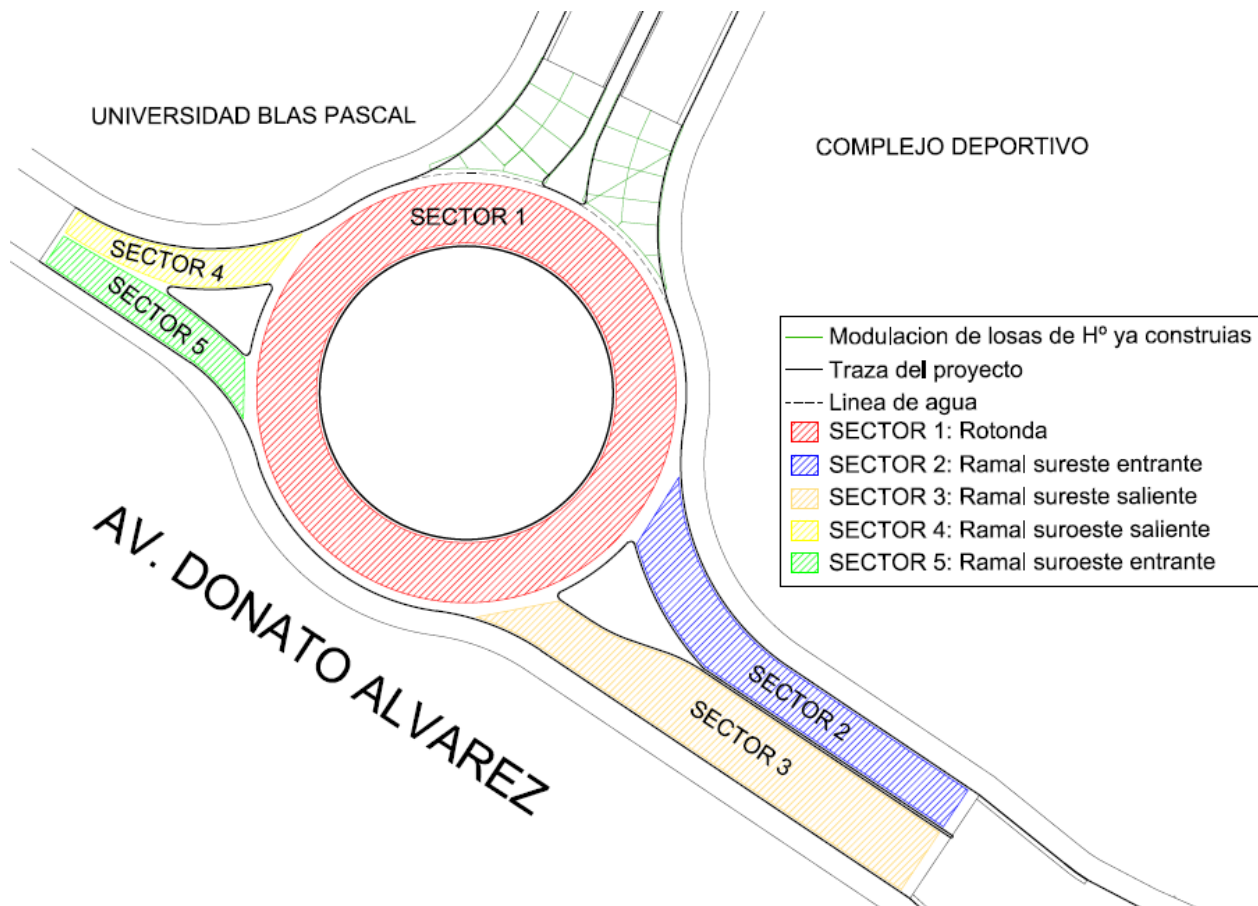 UNIVERSIDAD BLAS PASCAL
COMPLEJO DEPORTIVO
SECTOR 1
SECTOR 4
SECTOR 5
Modulacion de losas de Hº ya construias
Traza del proyecto
Linea de agua
SECTOR 1: Rotonda
SECTOR 2: Ramal sureste entrante
SECTOR 3: Ramal sureste saliente
SECTOR 4: Ramal suroeste saliente
SECTOR 5: Ramal suroeste entrante
AV. DONATO ALVAREZ
SECTOR 2
SECTOR 3